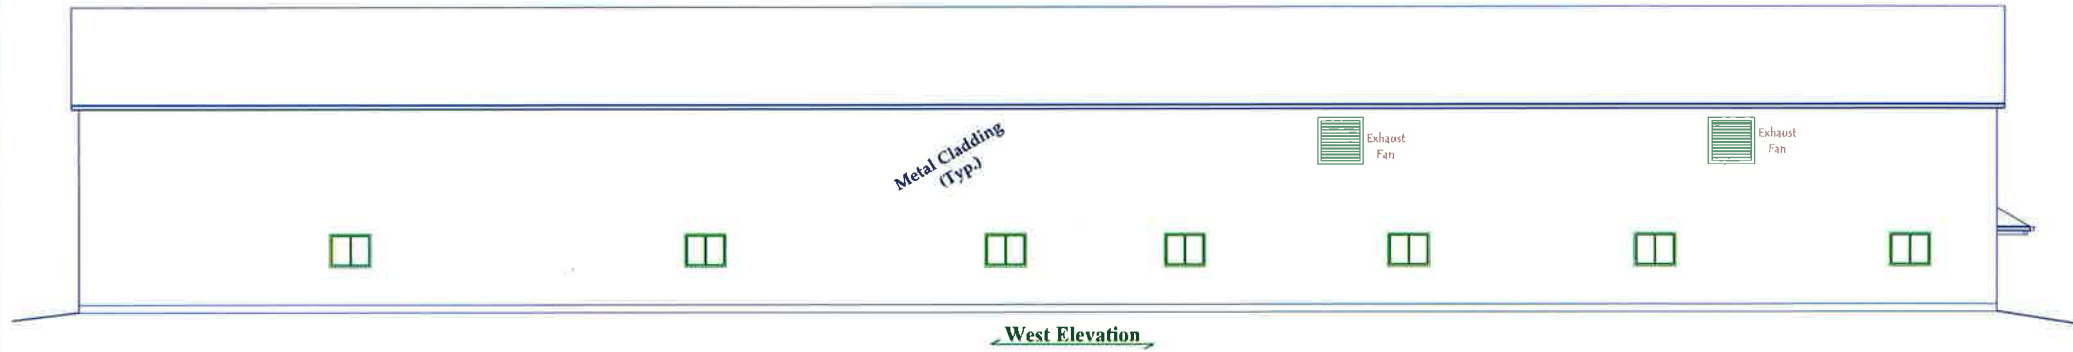 Metal Cladding
(Typ.)
Exhaust
Fan
Exhaust
Fan
West Elevation